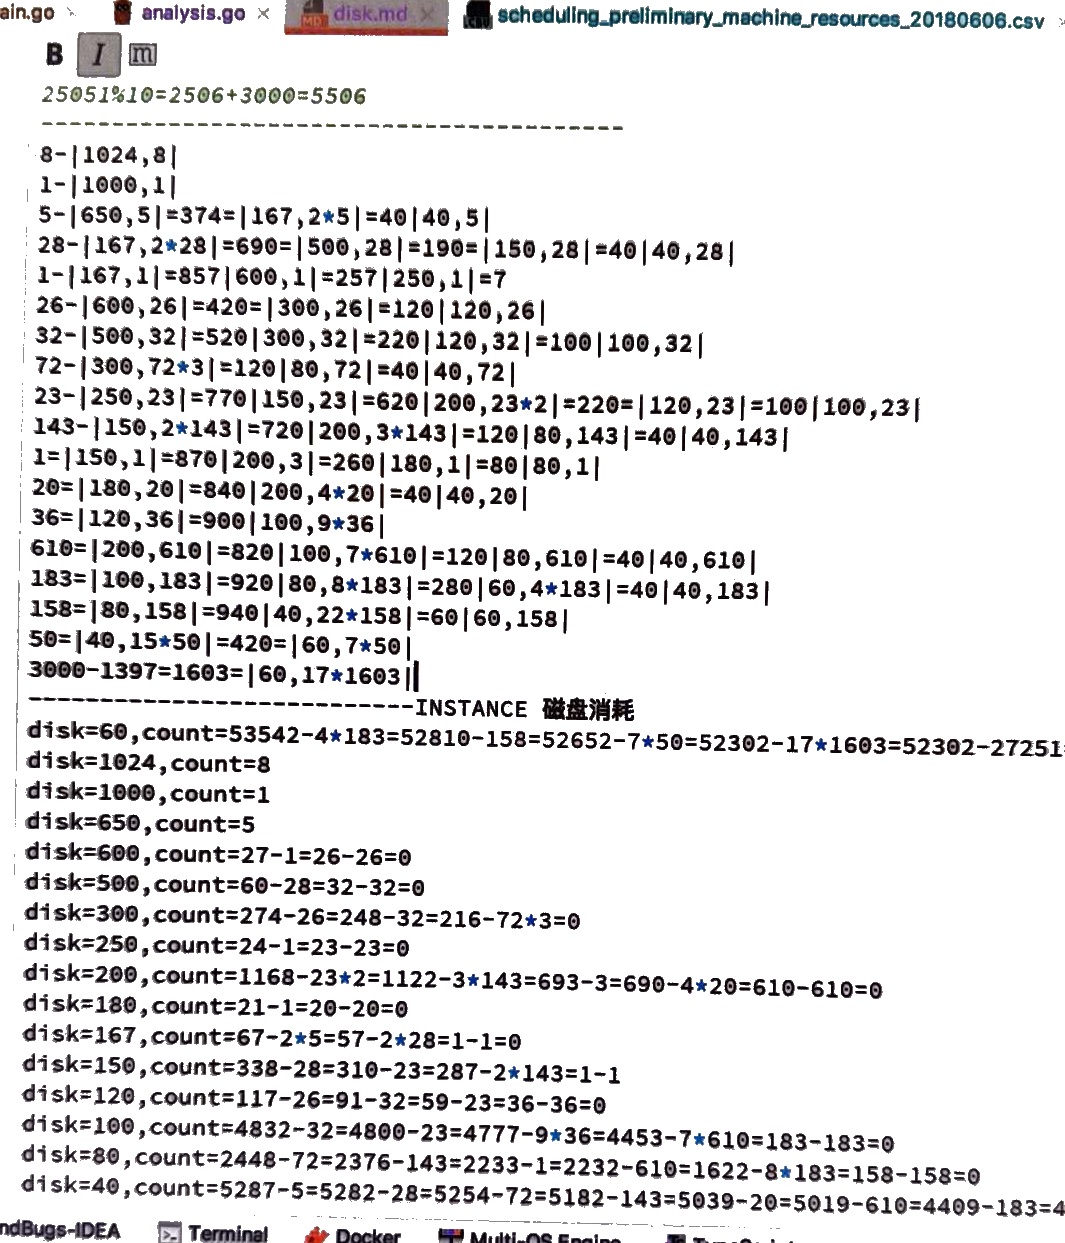 ain.go analysis.go disk.md scheduling_preliminary_machine_resources_20180606.csv
B I m
25051%10=2506+3000=5506
-----------------------------------------
8-|1024,8|
1-|1000,1|
5-|650,5|=374=|167,2*5|=40|40,5|
28-|167,2*28|=690=|500,28|=190=|150,28|=40|40,28|
1-|167,1|=857|600,1|=257|250,1|=7
26-|600,26|=420=|300,26|=120|120,26|
32-|500,32|=520|300,32|=220|120,32|=100|100,32|
72-|300,72*3|=120|80,72|=40|40,72|
23-|250,23|=770|150,23|=620|200,23*2|=220=|120,23|=100|100,23|
143-|150,2*143|=720|200,3*143|=120|80,143|=40|40,143|
1=|150,1|=870|200,3|=260|180,1|=80|80,1|
20=|180,20|=840|200,4*20|=40|40,20|
36=|120,36|=900|100,9*36|
610=|200,610|=820|100,7*610|=120|80,610|=40|40,610|
183=|100,183|=920|80,8*183|=280|60,4*183|=40|40,183|
158=|80,158|=940|40,22*158|=60|60,158|
50=|40,15*50|=420=|60,7*50|
3000-1397=1603=|60,17*1603|
---------------------------INSTANCE 磁盘消耗
disk=60,count=53542-4*183=52810-158=52652-7*50=52302-17*1603=52302-27251=
disk=1024,count=8
disk=1000,count=1
disk=650,count=5
disk=600,count=27-1=26-26=0
disk=500,count=60-28=32-32=0
disk=300,count=274-26=248-32=216-72*3=0
disk=250,count=24-1=23-23=0
disk=200,count=1168-23*2=1122-3*143=693-3=690-4*20=610-610=0
disk=180,count=21-1=20-20=0
disk=167,count=67-2*5=57-2*28=1-1=0
disk=150,count=338-28=310-23=287-2*143=1-1
disk=120,count=117-26=91-32=59-23=36-36=0
disk=100,count=4832-32=4800-23=4777-9*36=4453-7*610=183-183=0
disk=80,count=2448-72=2376-143=2233-1=2232-610=1622-8*183=158-158=0
disk=40,count=5287-5=5282-28=5254-72=5182-143=5039-20=5019-610=4409-183=4
ndBugs-IDEA Terminal Docker Multi-OS Engine